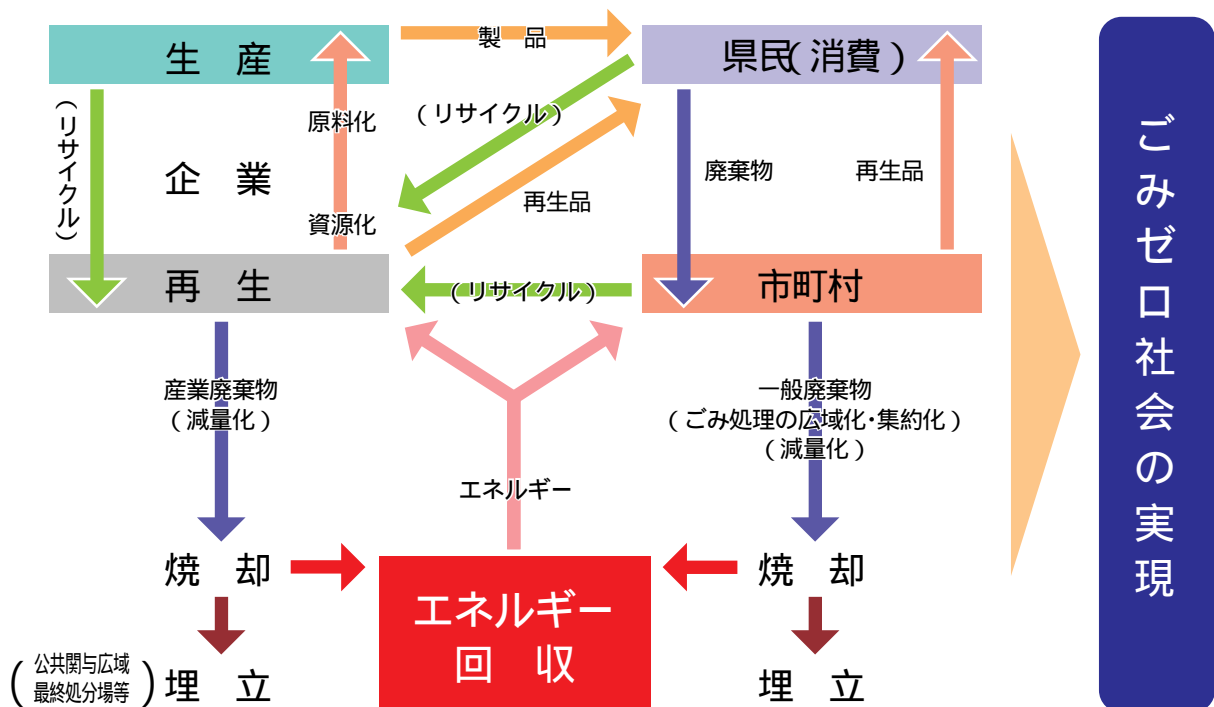 製 品
生 産
県民(消費)
(リサイクル)
原料化
(リサイクル)
企 業
廃棄物
再生品
再生品
資源化
再 生
(リサイクル)
市町村
産業廃棄物
(減量化)
一般廃棄物
(ごみ処理の広域化・集約化)
(減量化)
エネルギー
焼 却
焼 却
エネルギー
回 収
(公共関与広域
最終処分場等)
埋 立
埋 立
ごみゼロ社会の実現